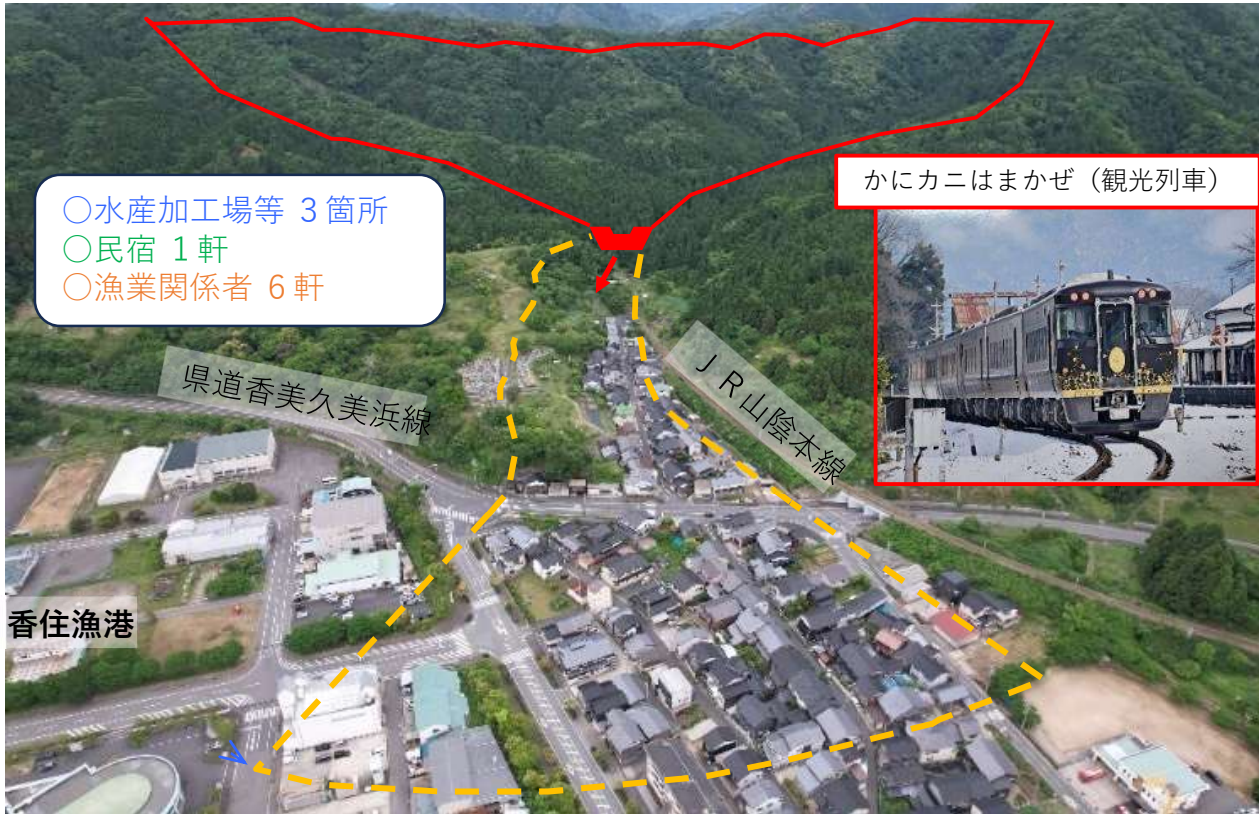 かにカニはまかぜ（観光列車）
○水産加工場等 ３箇所
○民宿 １軒
○漁業関係者 ６軒
県道香美久美浜線
ＪＲ山陰本線
香住漁港